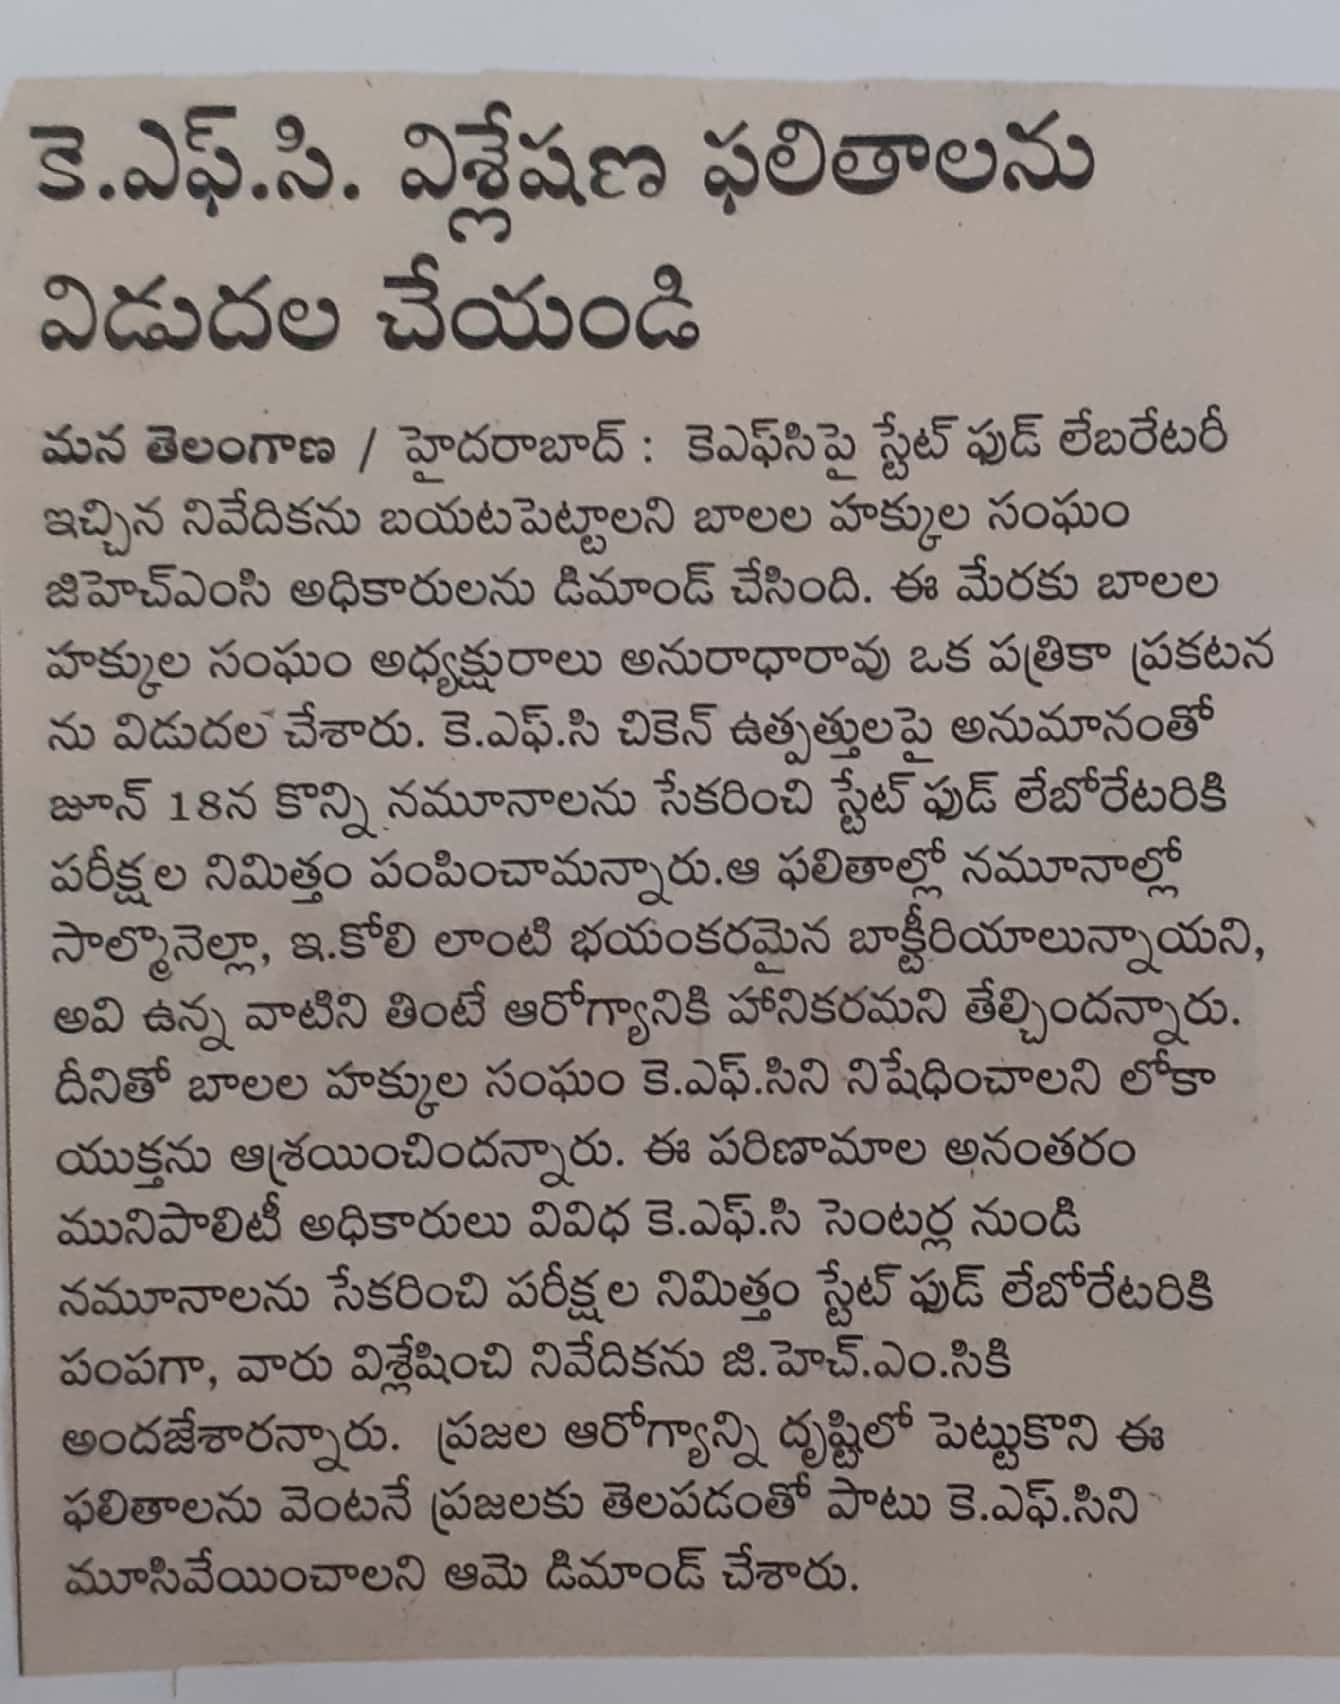 కె.ఎఫ్.సి. విశ్లేషణ ఫలితాలను
విడుదల చేయండి
మన తెలంగాణ / హైదరాబాద్ : కెఎఫ్‌సిపై స్టేట్ ఫుడ్ లేబరేటరీ
ఇచ్చిన నివేదికను బయటపెట్టాలని బాలల హక్కుల సంఘం
జిహెచ్ఎంసి అధికారులను డిమాండ్ చేసింది. ఈ మేరకు బాలల
హక్కుల సంఘం అధ్యక్షురాలు అనురాధారావు ఒక పత్రికా ప్రకటన
ను విడుదల చేశారు. కె.ఎఫ్.సి చికెన్ ఉత్పత్తులపై అనుమానంతో
జూన్ 18న కొన్ని నమూనాలను సేకరించి స్టేట్ ఫుడ్ లేబోరేటరికి
పరీక్షల నిమిత్తం పంపించామన్నారు.ఆ ఫలితాల్లో నమూనాల్లో
సాల్మొనెల్లా, ఇ.కోలి లాంటి భయంకరమైన బాక్టీరియాలున్నాయని,
అవి ఉన్న వాటిని తింటే ఆరోగ్యానికి హానికరమని తేల్చిందన్నారు.
దీనితో బాలల హక్కుల సంఘం కె.ఎఫ్.సిని నిషేధించాలని లోకా
యుక్తను ఆశ్రయించిందన్నారు. ఈ పరిణామాల అనంతరం
మునిపాలిటీ అధికారులు వివిధ కె.ఎఫ్.సి సెంటర్ల నుండి
నమూనాలను సేకరించి పరీక్షల నిమిత్తం స్టేట్ ఫుడ్ లేబోరేటరికి
పంపగా, వారు విశ్లేషించి నివేదికను జి.హెచ్.ఎం.సికి
అందజేశారన్నారు. ప్రజల ఆరోగ్యాన్ని దృష్టిలో పెట్టుకొని ఈ
ఫలితాలను వెంటనే ప్రజలకు తెలపడంతో పాటు కె.ఎఫ్.సిని
మూసివేయించాలని ఆమె డిమాండ్ చేశారు.